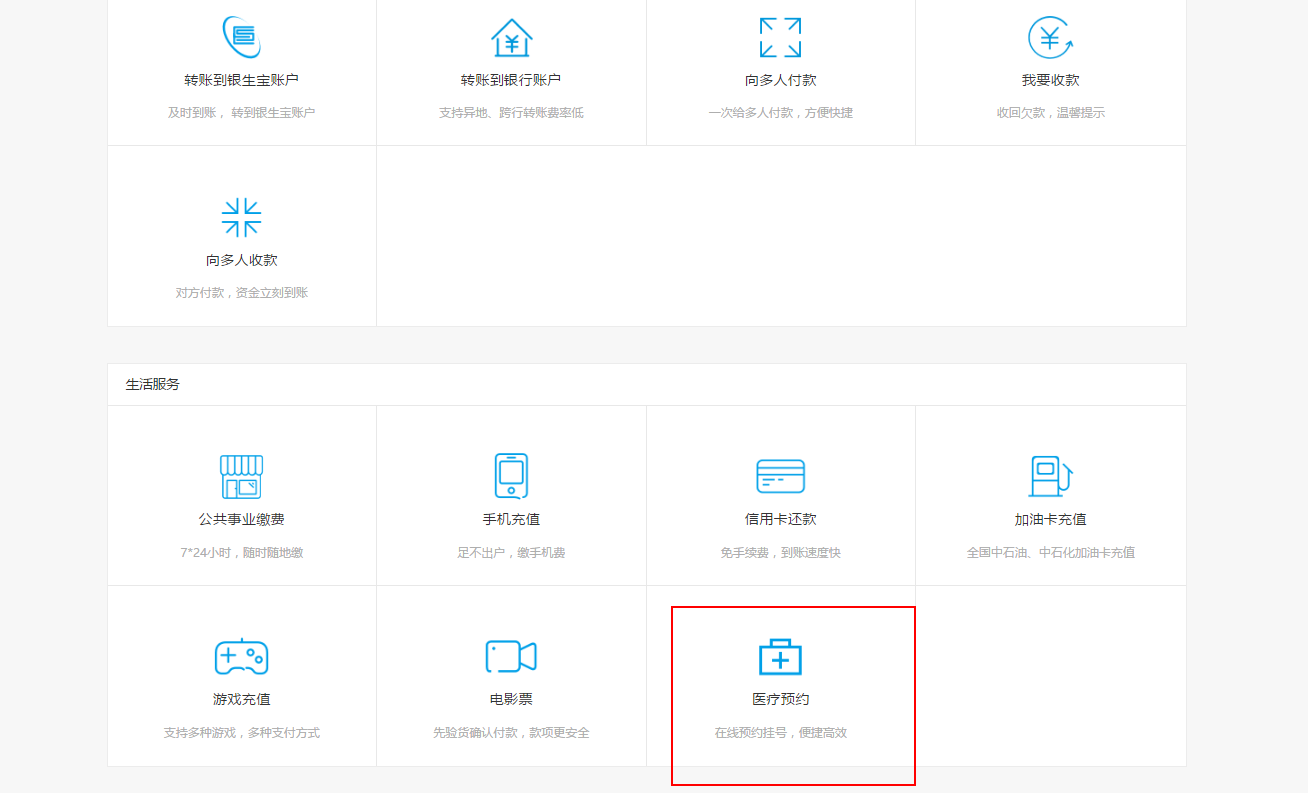 转账到银生宝账户
转账到银行账户
向多人付款
我要收款
及时到账， 转到银生宝账户
支持异地、跨行转账费率低
一次给多人付款，方便快捷
收回欠款，温馨提示
向多人收款
对方付款，资金立刻到账
生活服务
公共事业缴费
手机充值
信用卡还款
加油卡充值
7*24小时，随时随地缴
足不出户，缴手机费
免手续费，到账速度快
全国中石油、中石化加油卡充值
游戏充值
电影票
医疗预约
支持多种游戏，多种支付方式
先验货确认付款，款项更安全
在线预约挂号，便捷高效